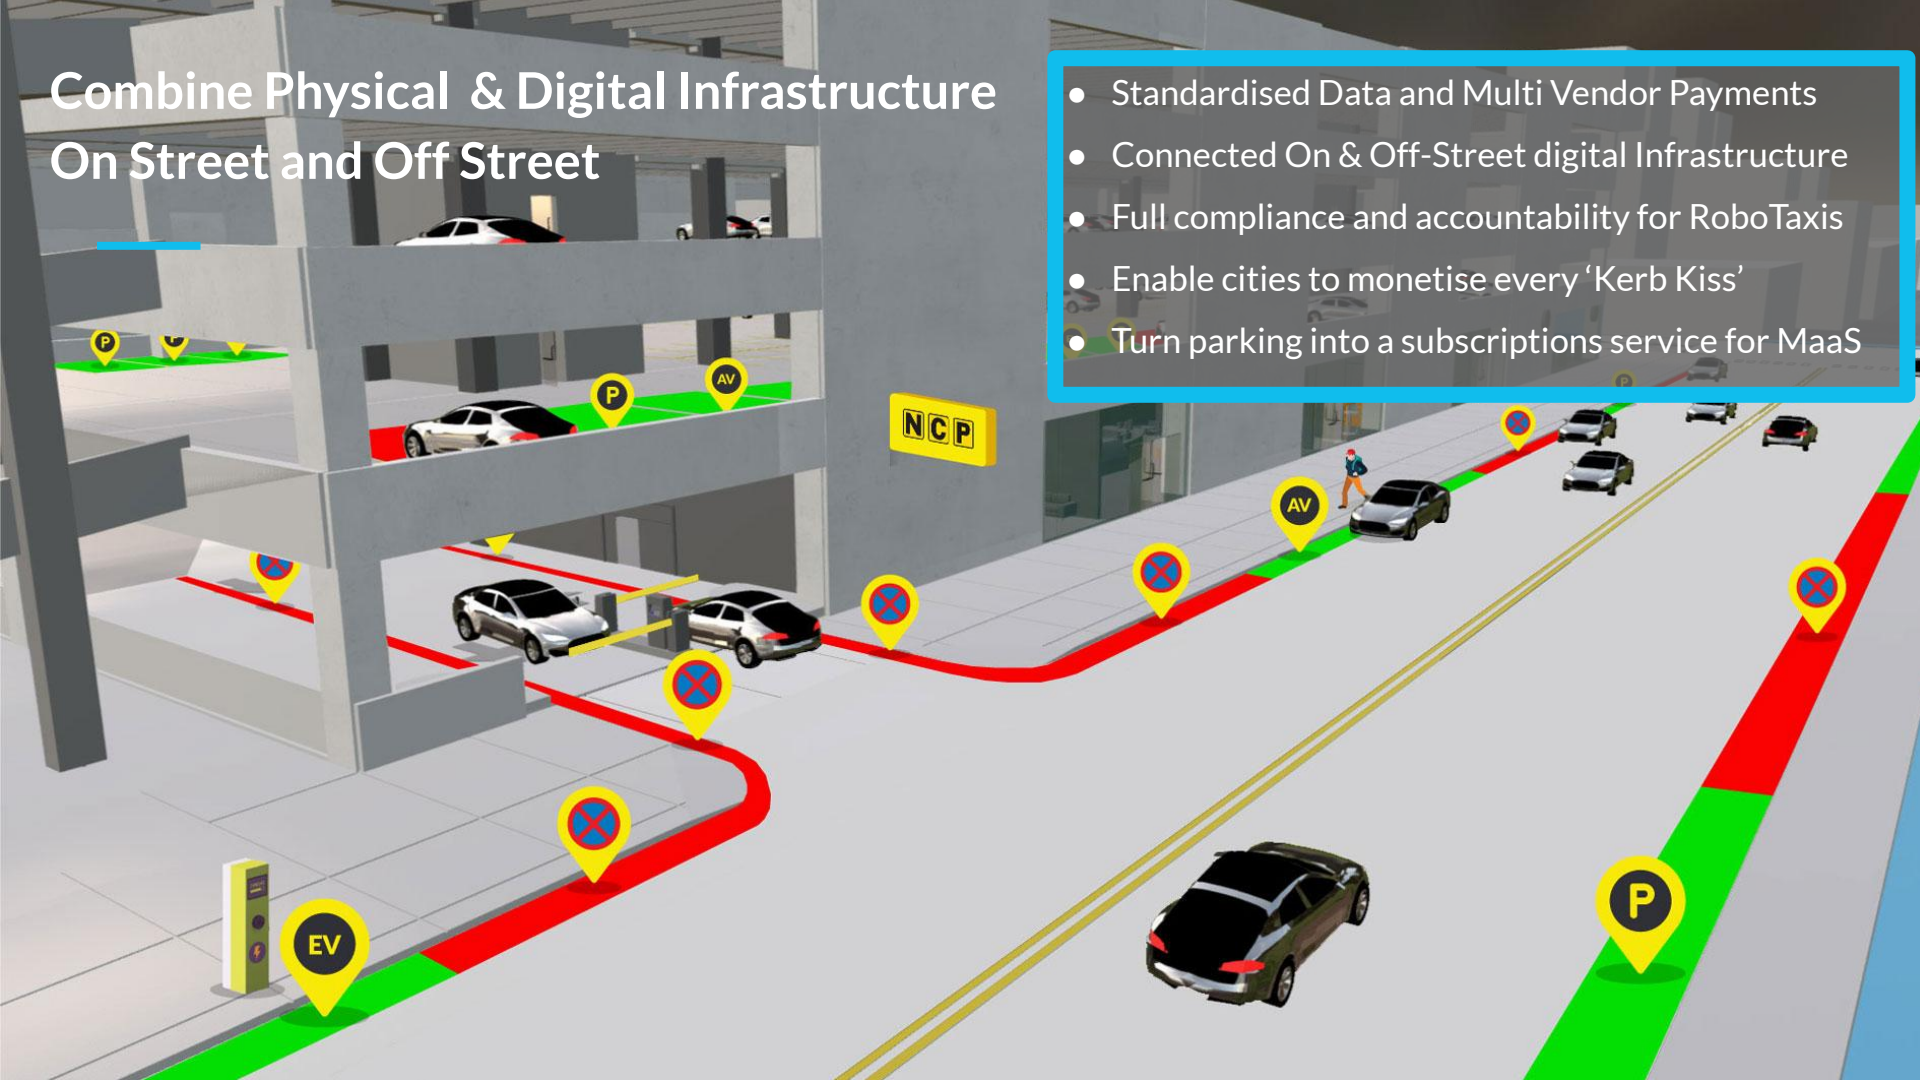 Combine Physical & Digital Infrastructure
On Street and Off Street
● Standardised Data and Multi Vendor Payments
● Connected On & Off-Street digital Infrastructure
● Full compliance and accountability for RoboTaxis
● Enable cities to monetise every ‘Kerb Kiss’
● Turn parking into a subscriptions service for MaaS
P
P
P
AV
NCP
P
AV
P
EV